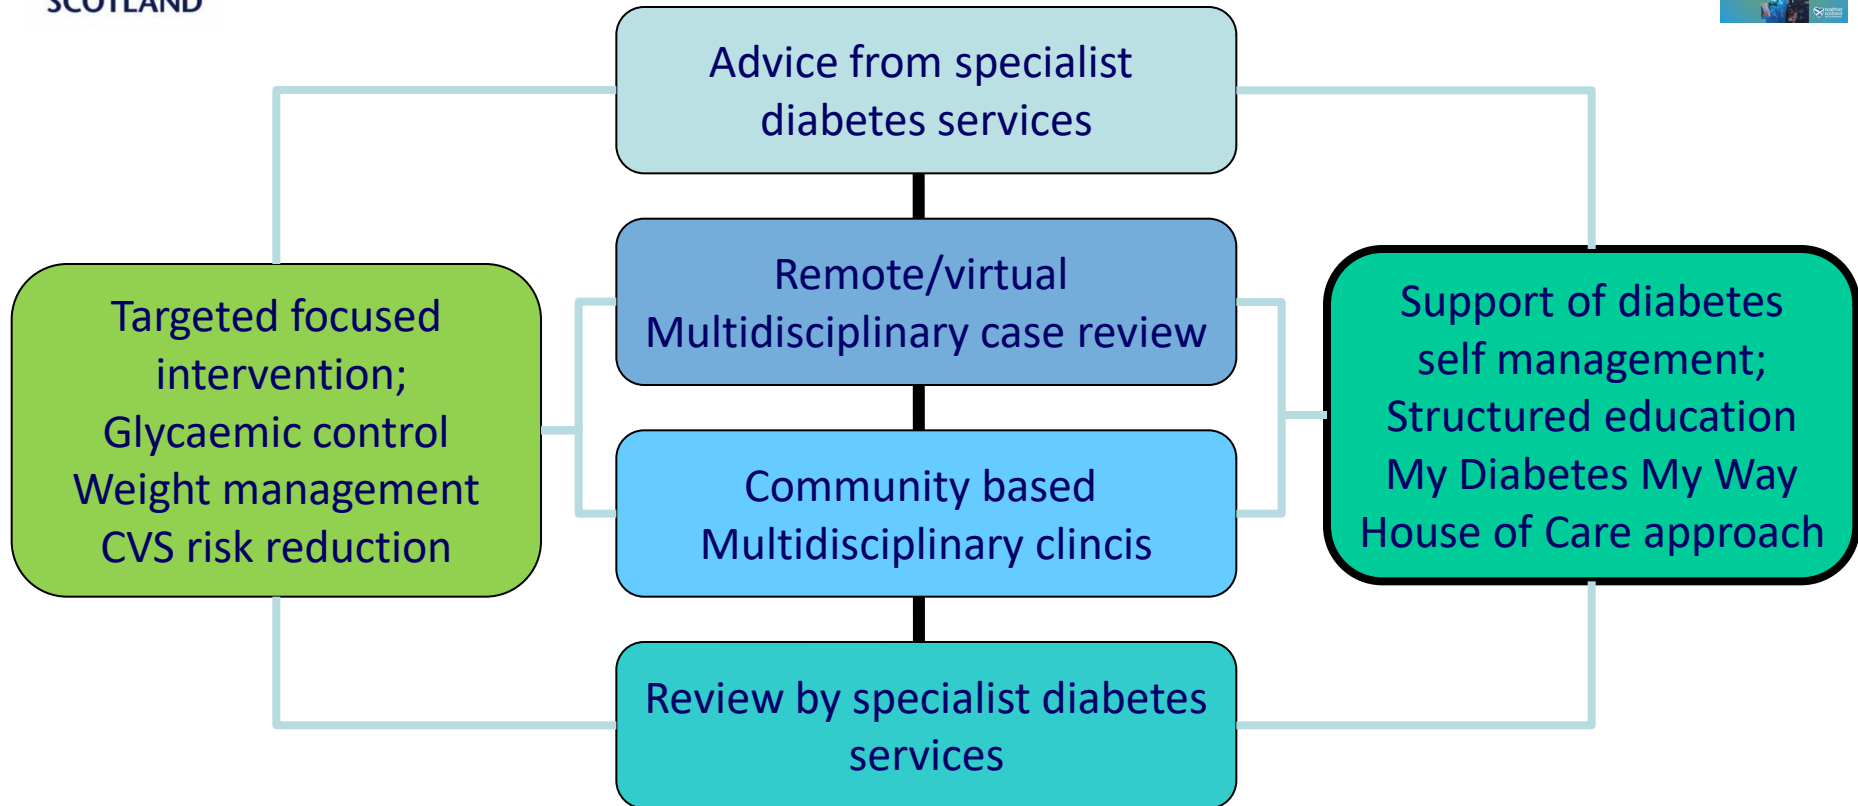 SCOTLAND
Advice from specialist
diabetes services
Targeted focused
intervention;
Glycaemic control
Weight management
CVS risk reduction
Remote/virtual
Multidisciplinary case review
Community based
Multidisciplinary clincis
Support of diabetes
self management;
Structured education
My Diabetes My Way
House of Care approach
Review by specialist diabetes
services